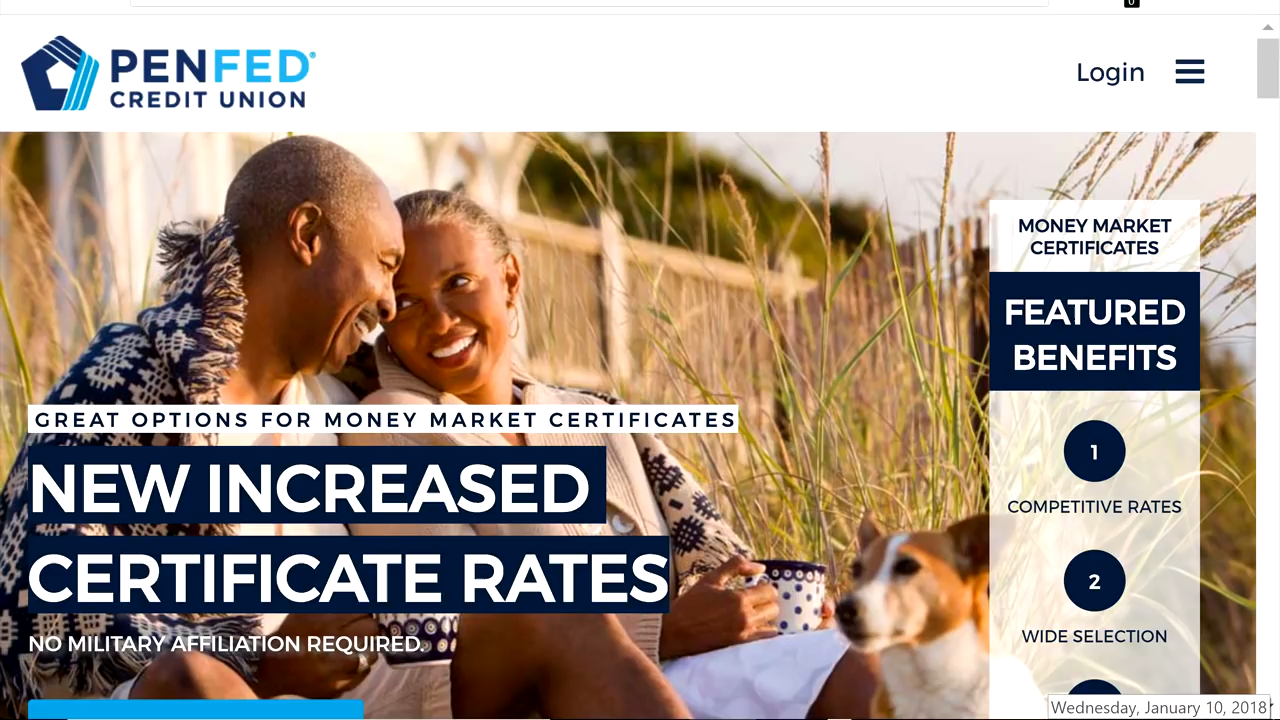 0
PENFED®
CREDIT UNION
Login
MONEY MARKET
CERTIFICATES
FEATURED
BENEFITS
1
COMPETITIVE RATES
2
WIDE SELECTION
GREAT OPTIONS FOR MONEY MARKET CERTIFICATES
NEW INCREASED
CERTIFICATE RATES
NO MILITARY AFFILIATION REQUIRED.
Wednesday, January 10, 2018